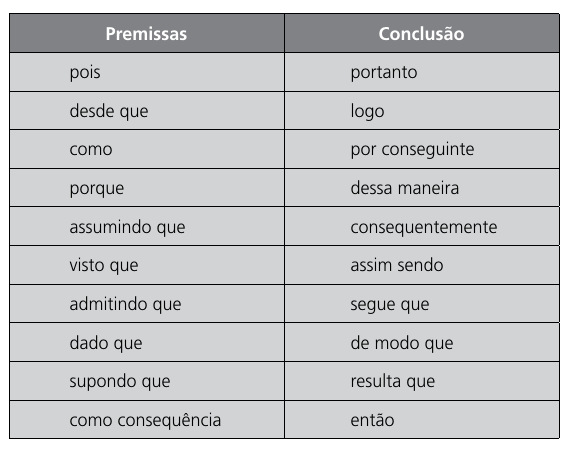 Premissas Conclusão
pois portanto
desde que logo
como por conseguinte
porque dessa maneira
assumindo que consequentemente
visto que assim sendo
admitindo que segue que
dado que de modo que
supondo que resulta que
como consequência então